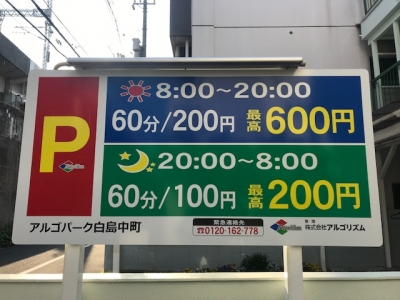 P
8:00～20:00
60分/200円 最高 600円
20:00～8:00
60分/100円 最高 200円
アルゴパーク白島中町
緊急連絡先
☎0120-162-778
株式会社アルゴリズム